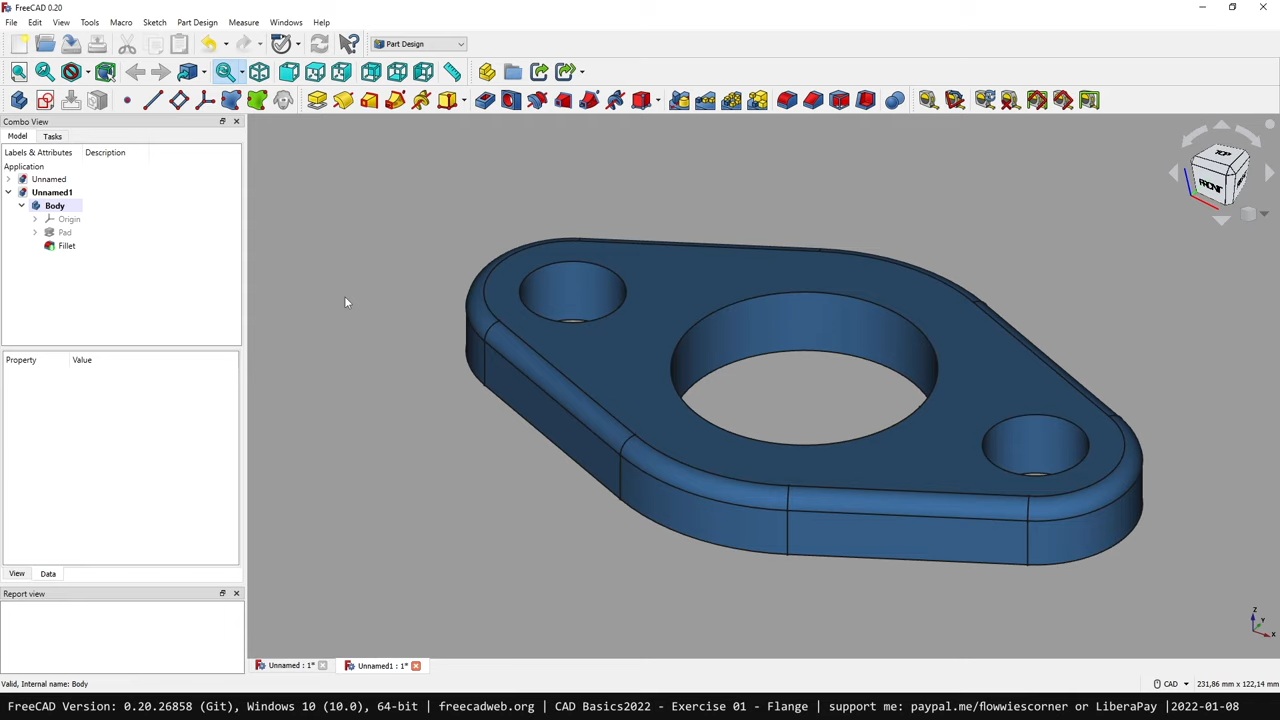 FreeCAD 0.20
File Edit View Tools Macro Sketch Part Design Measure Windows Help
Part Design
Combo View
Model Tasks
Labels & Attributes Description
Application
Unnamed
Unnamed1
Body
Origin
Pad
Fillet
TOP
FRONT
Property Value
View Data
Report view
Z
Y
X
Unnamed : 1*
Unnamed1 : 1*
Valid, Internal name: Body
CAD
231,86 mm x 122,14 mm
FreeCAD Version: 0.20.26858 (Git), Windows 10 (10.0), 64-bit | freecadweb.org | CAD Basics2022 - Exercise 01 - Flange | support me: paypal.me/flowwiescorner or LiberaPay |2022-01-08